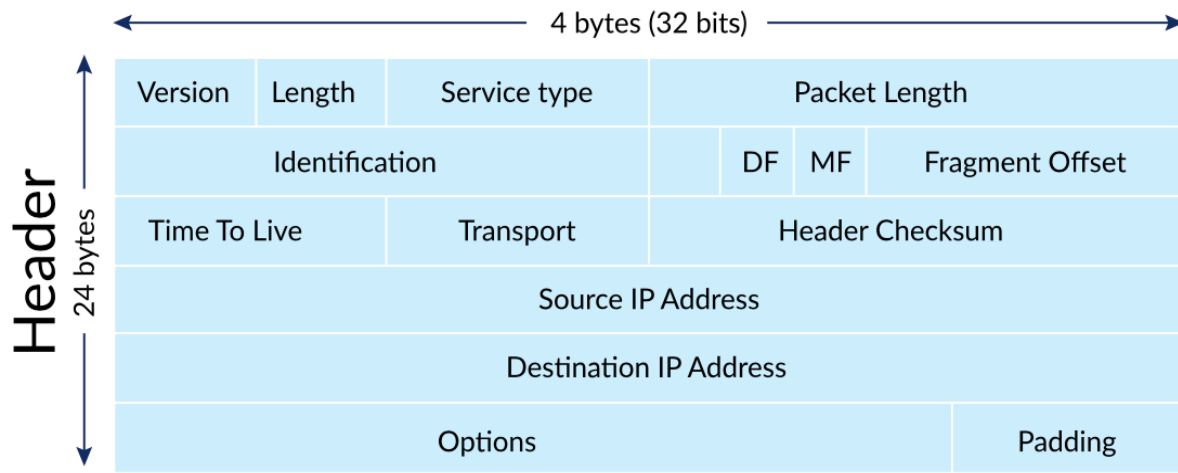 4 bytes (32 bits)
Header
24 bytes
Version Length Service type Packet Length
Identification DF MF Fragment Offset
Time To Live Transport Header Checksum
Source IP Address
Destination IP Address
Options Padding